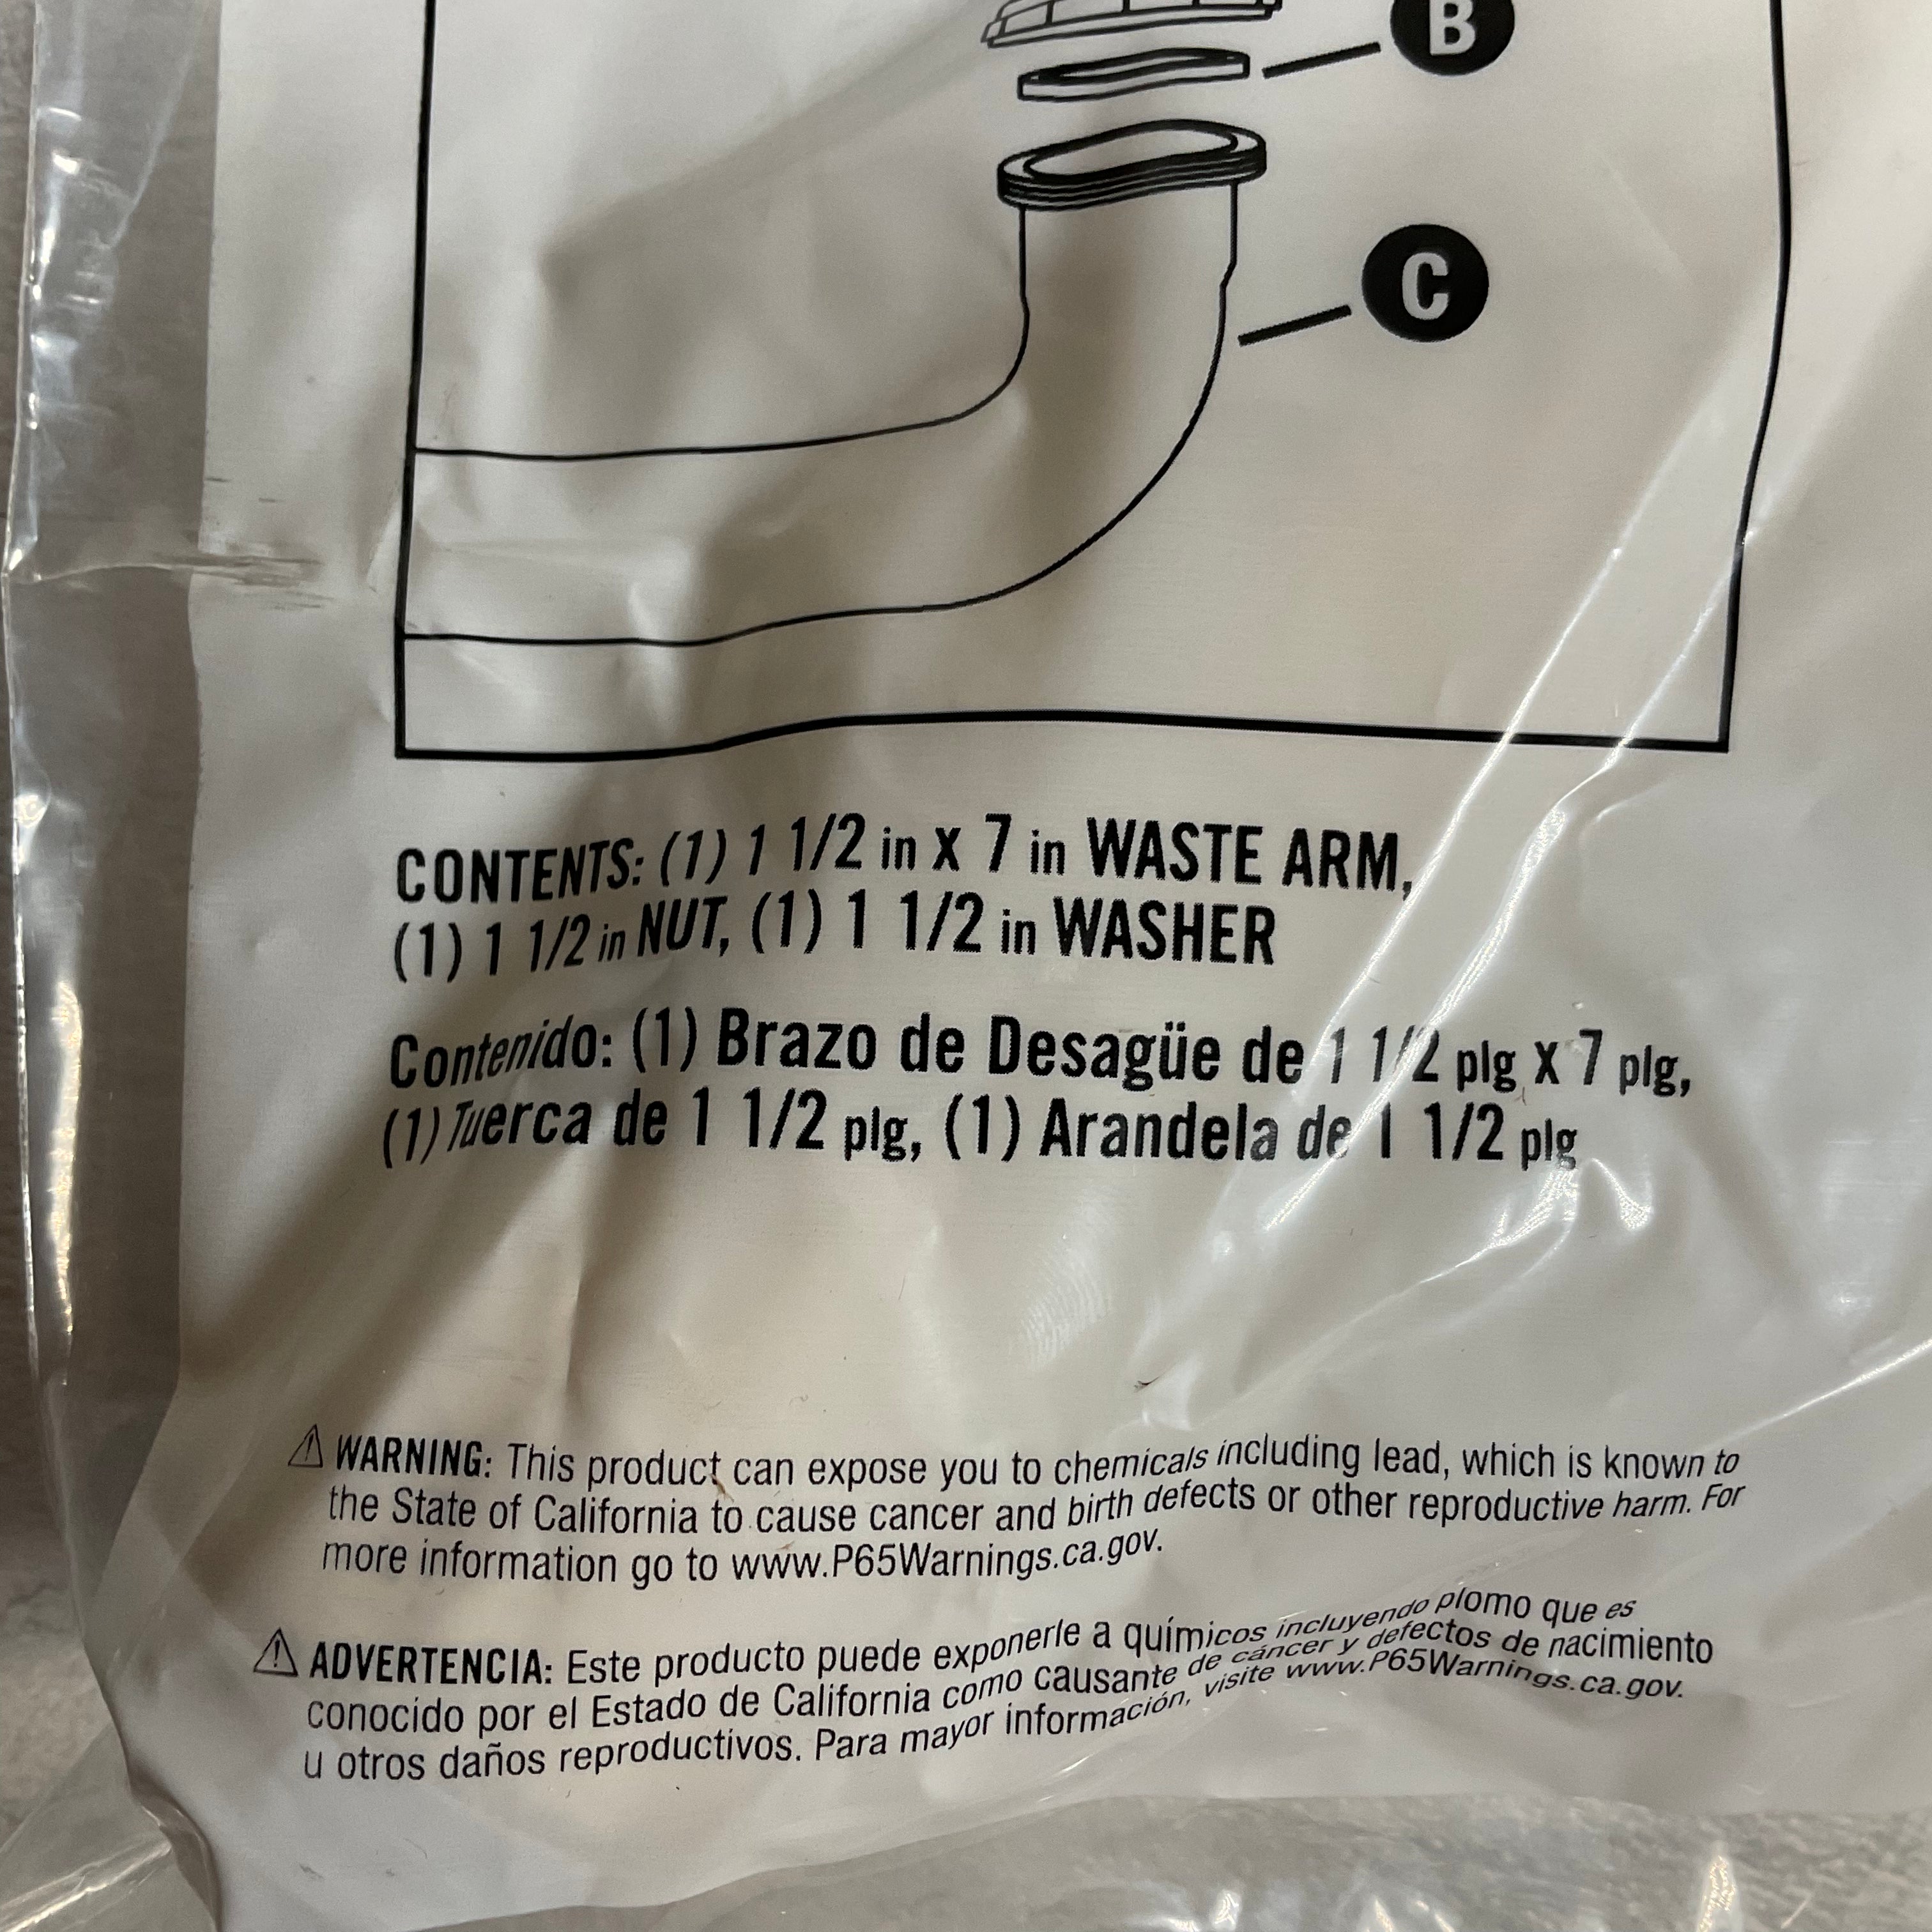 B
C
CONTENTS: (1) 1 1/2 in x 7 in WASTE ARM,
(1) 1 1/2 in NUT, (1) 1 1/2 in WASHER
Contenido: (1) Brazo de Desagüe de 1 1/2 plg x 7 plg,
(1) Tuerca de 1 1/2 plg, (1) Arandela de 1 1/2 plg
⚠ WARNING: This product can expose you to chemicals including lead, which is known to
the State of California to cause cancer and birth defects or other reproductive harm. For
more information go to www.P65Warnings.ca.gov.
⚠ ADVERTENCIA: Este producto puede exponerle a químicos incluyendo plomo que es
conocido por el Estado de California como causante de cáncer y defectos de nacimiento
u otros daños reproductivos. Para mayor información, visite www.P65Warnings.ca.gov.